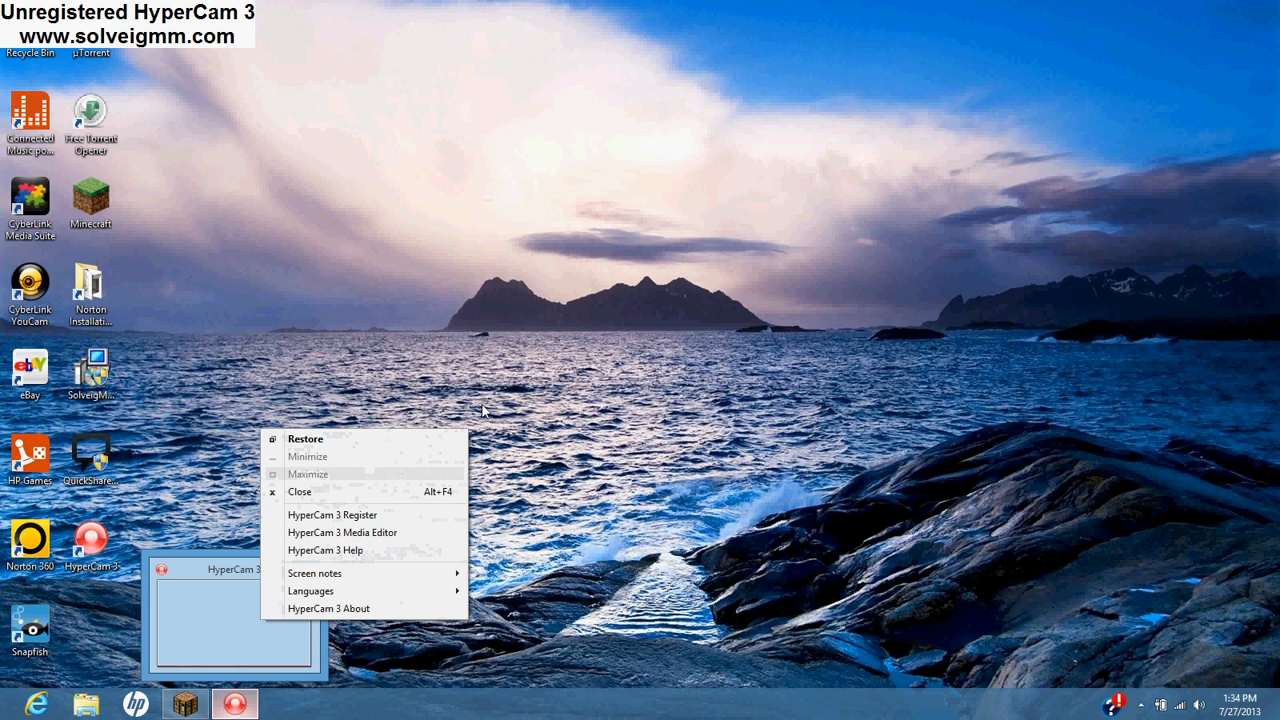 Unregistered HyperCam 3
www.solveigmm.com
Recycle Bin
µTorrent
Connected
Music po...
Free Torrent
Opener
CyberLink
Media Suite
Minecraft
CyberLink
YouCam
Norton
Installati...
ebY
eBay
SolveigM...
HP Games
QuickShare...
Norton 360
HyperCam 3
Snapfish
HyperCam 3
Restore
Minimize
Maximize
Close Alt+F4
HyperCam 3 Register
HyperCam 3 Media Editor
HyperCam 3 Help
Screen notes
Languages
HyperCam 3 About
hp
1:34 PM
7/27/2013